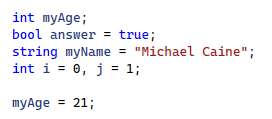 int myAge;
bool answer = true;
string myName = "Michael Caine";
int i = 0, j = 1;
myAge = 21;